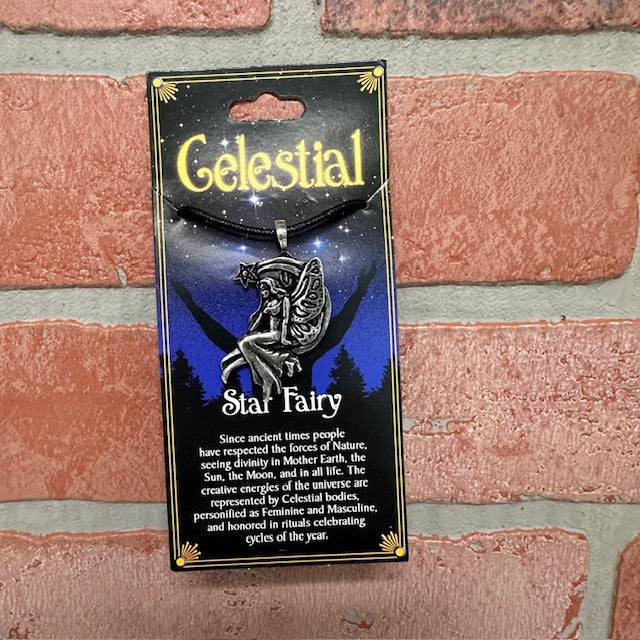 Celestial
Star Fairy
Since ancient times people
have respected the forces of Nature,
seeing divinity in Mother Earth, the
Sun, the Moon, and in all life. The
creative energies of the universe are
represented by Celestial bodies,
personified as Feminine and Masculine,
and honored in rituals celebrating
cycles of the year.